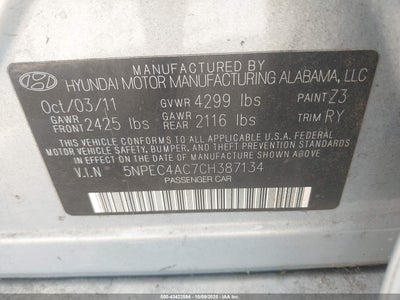 MANUFACTURED BY
HYUNDAI MOTOR MANUFACTURING ALABAMA, LLC
Oct/03/11 GVWR 4299 lbs PAINT Z3
GAWR FRONT 2425 lbs GAWR REAR 2116 lbs TRIM RY
THIS VEHICLE CONFORMS TO ALL APPLICABLE U.S.A. FEDERAL
MOTOR VEHICLE SAFETY, BUMPER, AND THEFT PREVENTION
STANDARDS IN EFFECT ON THE DATE OF MANUFACTURE SHOWN ABOVE.
V.I.N 5NPEC4AC7CH387134
PASSENGER CAR